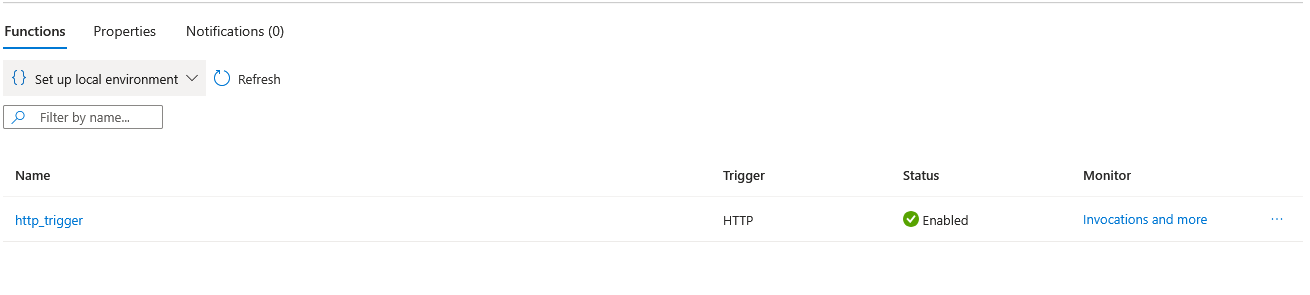 Functions Properties Notifications (0)
{} Set up local environment Refresh
Filter by name...
Name Trigger Status Monitor
http_trigger HTTP Enabled Invocations and more ...